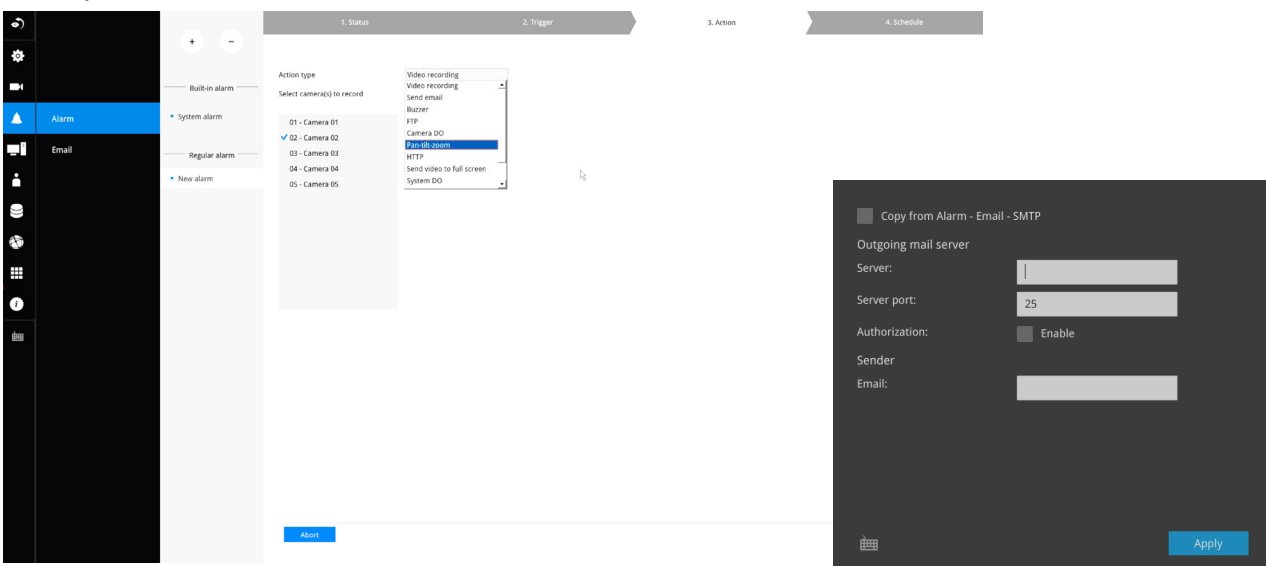 1. Status
2. Trigger
3. Action
4. Schedule
+ -
Built-in alarm
System alarm
Regular alarm
New alarm
Alarm
Email
Action type
Video recording
Select camera(s) to record
01 - Camera 01
02 - Camera 02
03 - Camera 03
04 - Camera 04
05 - Camera 05
Video recording
Send email
Buzzer
FTP
Camera DO
Pan-tilt-zoom
HTTP
Send video to full screen
System DO
Abort
Copy from Alarm - Email - SMTP
Outgoing mail server
Server:
Server port: 25
Authorization: Enable
Sender
Email:
Apply